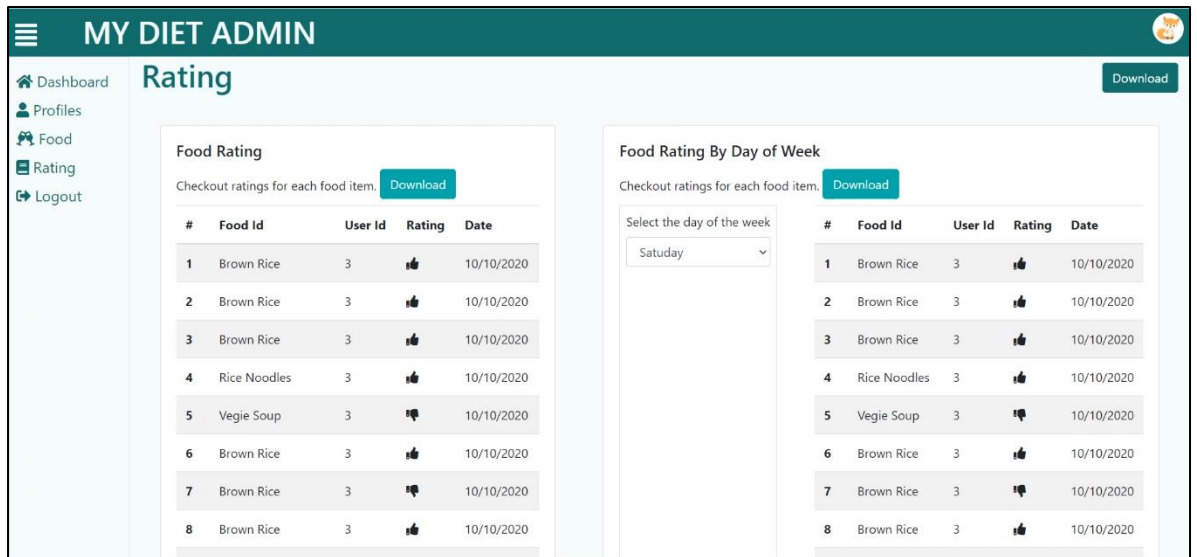 MY DIET ADMIN
Dashboard
Profiles
Food
Rating
Logout
Rating
Download
Food Rating
Checkout ratings for each food item. Download
# Food Id User Id Rating Date
1 Brown Rice 3 10/10/2020
2 Brown Rice 3 10/10/2020
3 Brown Rice 3 10/10/2020
4 Rice Noodles 3 10/10/2020
5 Vegie Soup 3 10/10/2020
6 Brown Rice 3 10/10/2020
7 Brown Rice 3 10/10/2020
8 Brown Rice 3 10/10/2020
Food Rating By Day of Week
Checkout ratings for each food item. Download
Select the day of the week
Satuday
# Food Id User Id Rating Date
1 Brown Rice 3 10/10/2020
2 Brown Rice 3 10/10/2020
3 Brown Rice 3 10/10/2020
4 Rice Noodles 3 10/10/2020
5 Vegie Soup 3 10/10/2020
6 Brown Rice 3 10/10/2020
7 Brown Rice 3 10/10/2020
8 Brown Rice 3 10/10/2020